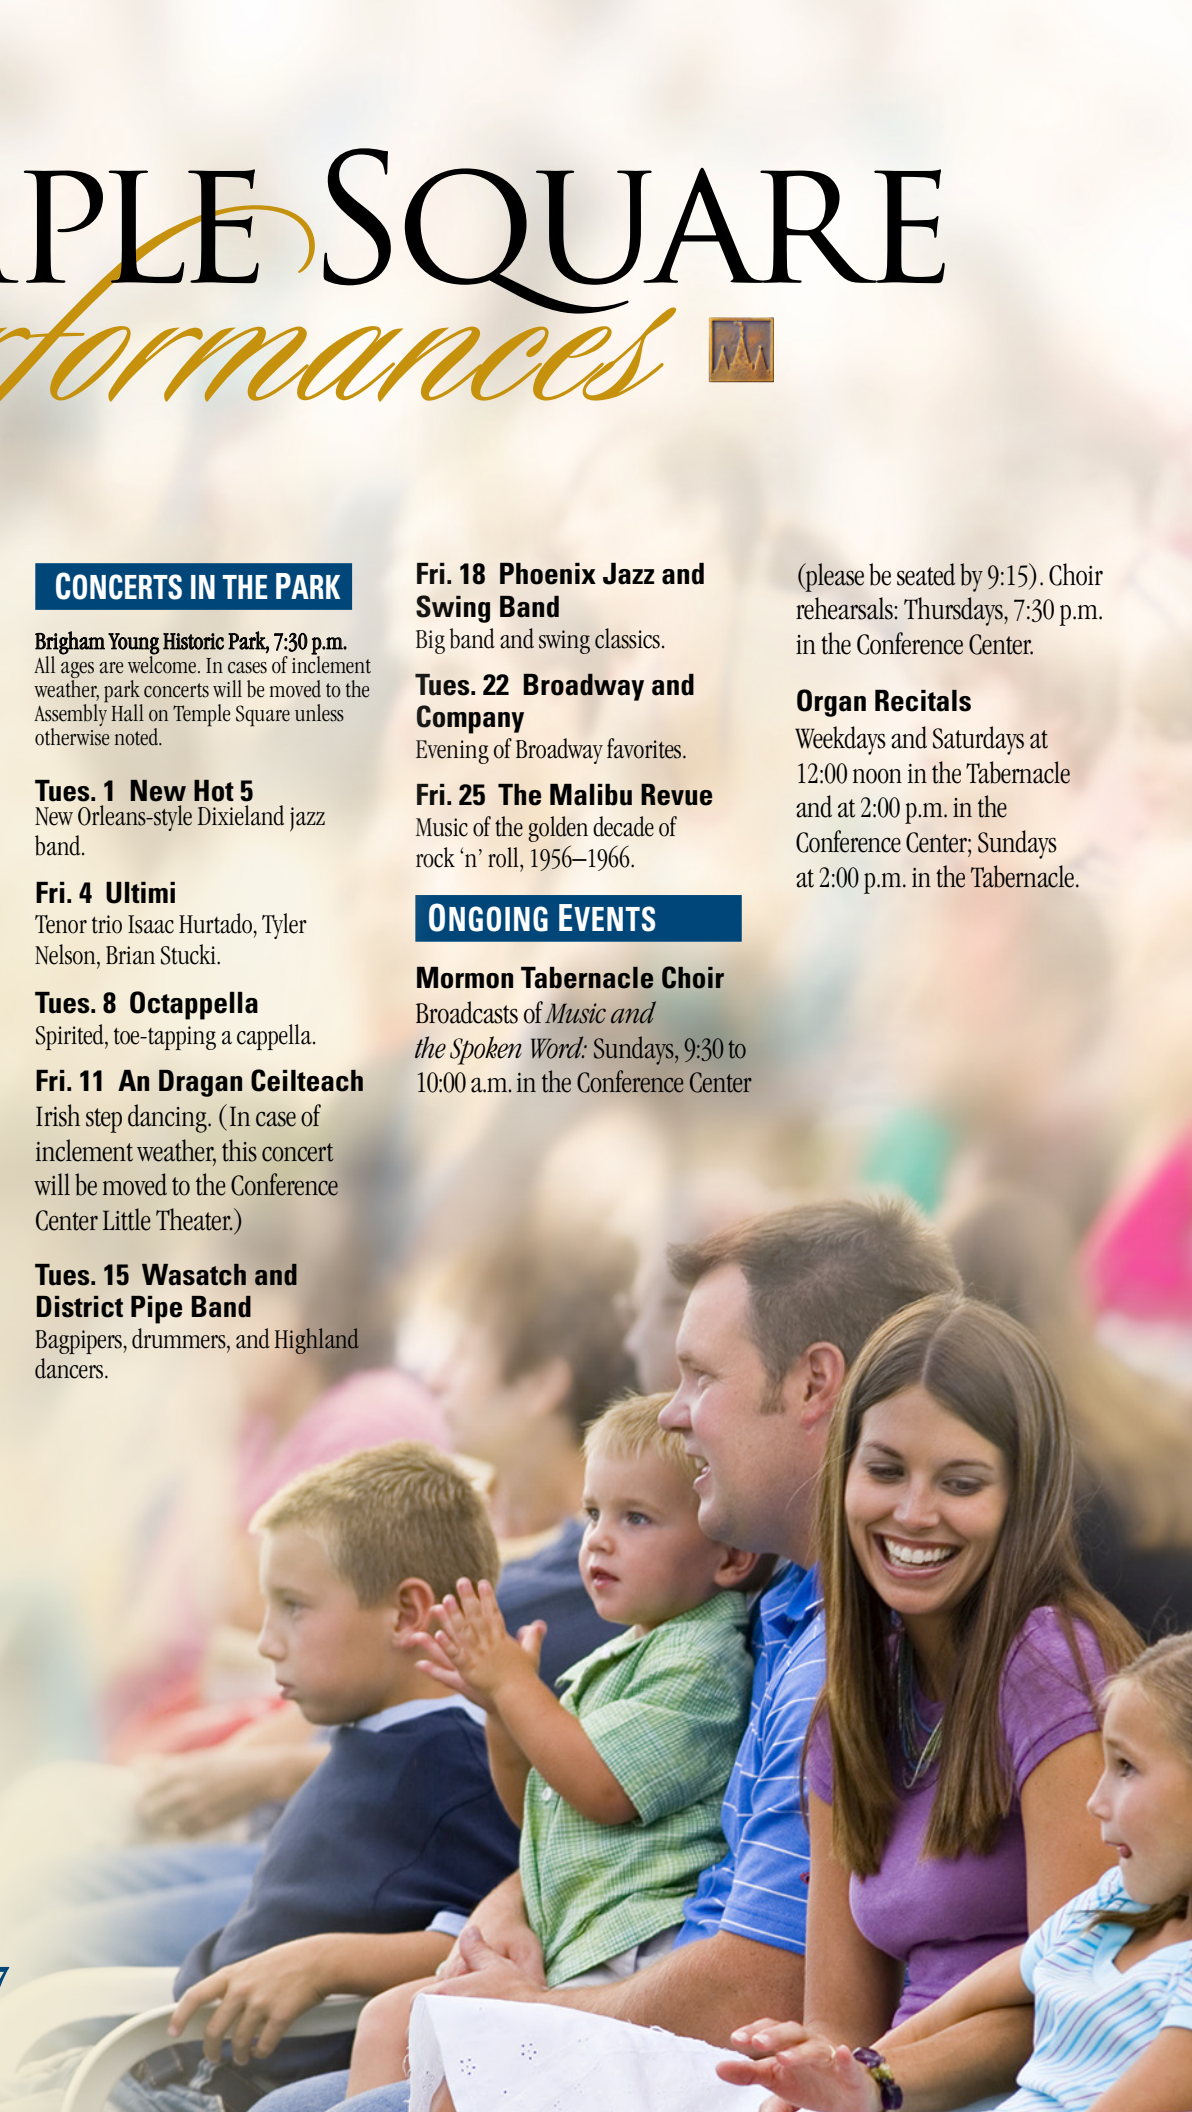 PLE SQUARE
formances
CONCERTS IN THE PARK
Brigham Young Historic Park, 7:30 p.m.
All ages are welcome. In cases of inclement
weather, park concerts will be moved to the
Assembly Hall on Temple Square unless
otherwise noted.
Tues. 1 New Hot 5
New Orleans-style Dixieland jazz
band.
Fri. 4 Ultimi
Tenor trio Isaac Hurtado, Tyler
Nelson, Brian Stucki.
Tues. 8 Octappella
Spirited, toe-tapping a cappella.
Fri. 11 An Dragan Ceilteach
Irish step dancing. (In case of
inclement weather, this concert
will be moved to the Conference
Center Little Theater.)
Tues. 15 Wasatch and
District Pipe Band
Bagpipers, drummers, and Highland
dancers.
Fri. 18 Phoenix Jazz and
Swing Band
Big band and swing classics.
Tues. 22 Broadway and
Company
Evening of Broadway favorites.
Fri. 25 The Malibu Revue
Music of the golden decade of
rock ‘n’ roll, 1956–1966.
ONGOING EVENTS
Mormon Tabernacle Choir
Broadcasts of Music and
the Spoken Word: Sundays, 9:30 to
10:00 a.m. in the Conference Center
(please be seated by 9:15). Choir
rehearsals: Thursdays, 7:30 p.m.
in the Conference Center.
Organ Recitals
Weekdays and Saturdays at
12:00 noon in the Tabernacle
and at 2:00 p.m. in the
Conference Center; Sundays
at 2:00 p.m. in the Tabernacle.